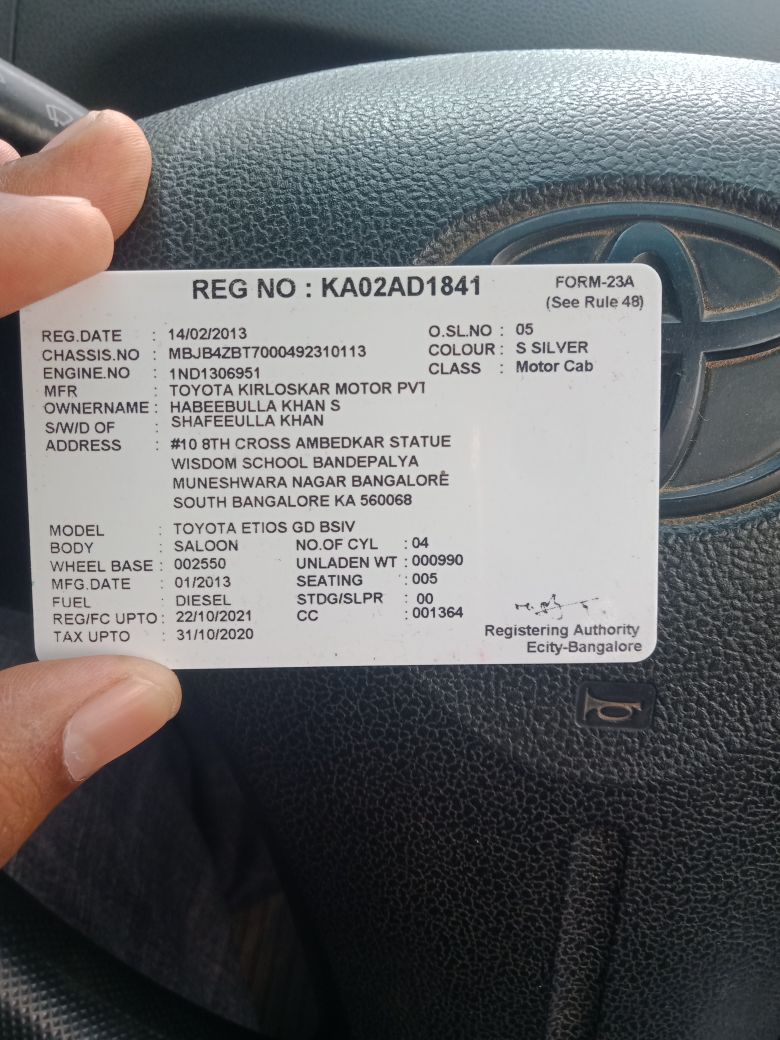 REG NO : KA02AD1841
FORM-23A
(See Rule 48)
REG.DATE : 14/02/2013 O.SL.NO : 05
CHASSIS.NO : MBJB4ZBT7000492310113 COLOUR : S SILVER
ENGINE.NO : 1ND1306951 CLASS : Motor Cab
MFR : TOYOTA KIRLOSKAR MOTOR PVT
OWNERNAME : HABEEBULLA KHAN S
S/W/D OF : SHAFEEULLA KHAN
ADDRESS : #10 8TH CROSS AMBEDKAR STATUE
WISDOM SCHOOL BANDEPALYA
MUNESHWARA NAGAR BANGALORE
SOUTH BANGALORE KA 560068
MODEL : TOYOTA ETIOS GD BSIV
BODY : SALOON NO.OF CYL : 04
WHEEL BASE : 002550 UNLADEN WT : 000990
MFG.DATE : 01/2013 SEATING : 005
FUEL : DIESEL STDG/SLPR : 00
REG/FC UPTO : 22/10/2021 CC : 001364
TAX UPTO : 31/10/2020
Registering Authority
Ecity-Bangalore